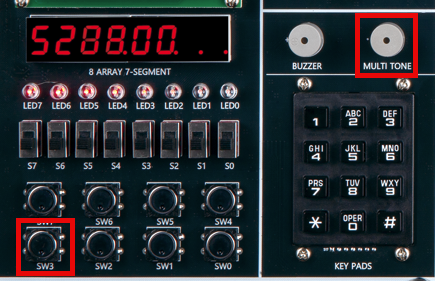 5288.00...
8 ARRAY 7-SEGMENT
LED7 LED6 LED5 LED4 LED3 LED2 LED1 LED0
S7 S6 S5 S4 S3 S2 S1 S0
SW6 SW5 SW4
SW3 SW2 SW1 SW0
BUZZER MULTI TONE
1 ABC 2 DEF 3
GHI 4 JKL 5 MNO 6
PRS 7 TUV 8 WXY 9
* OPER 0 #
KEY PADS